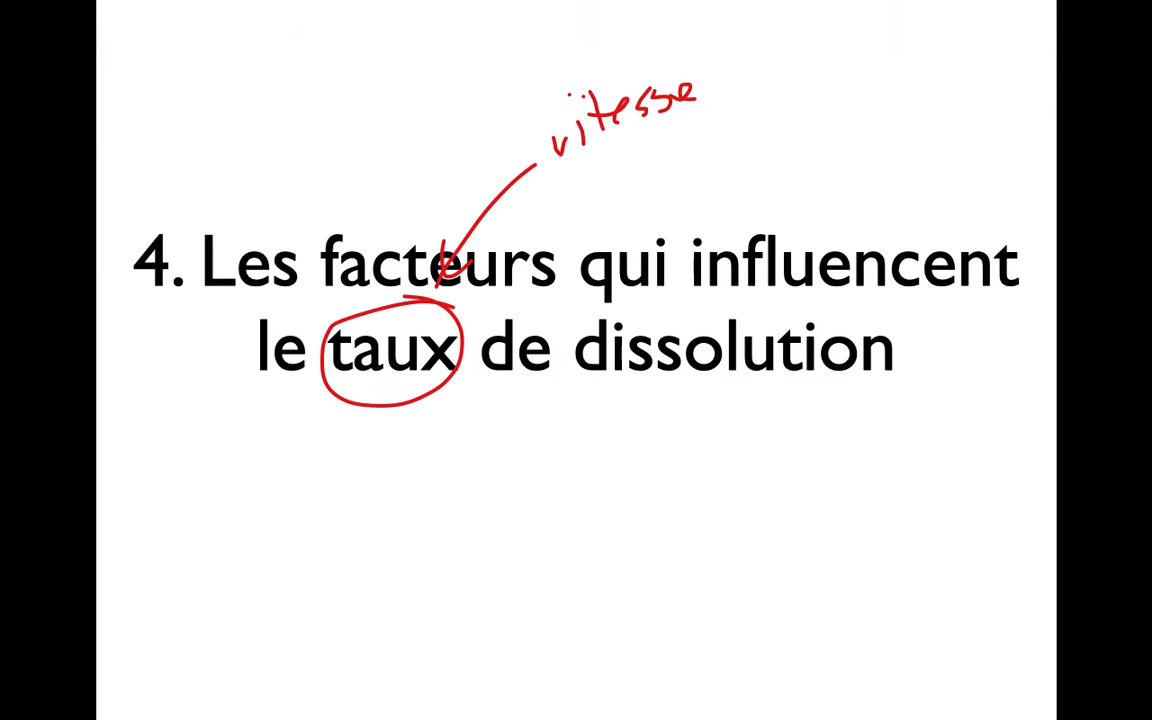 vitesse
4. Les facteurs qui influencent
le taux de dissolution